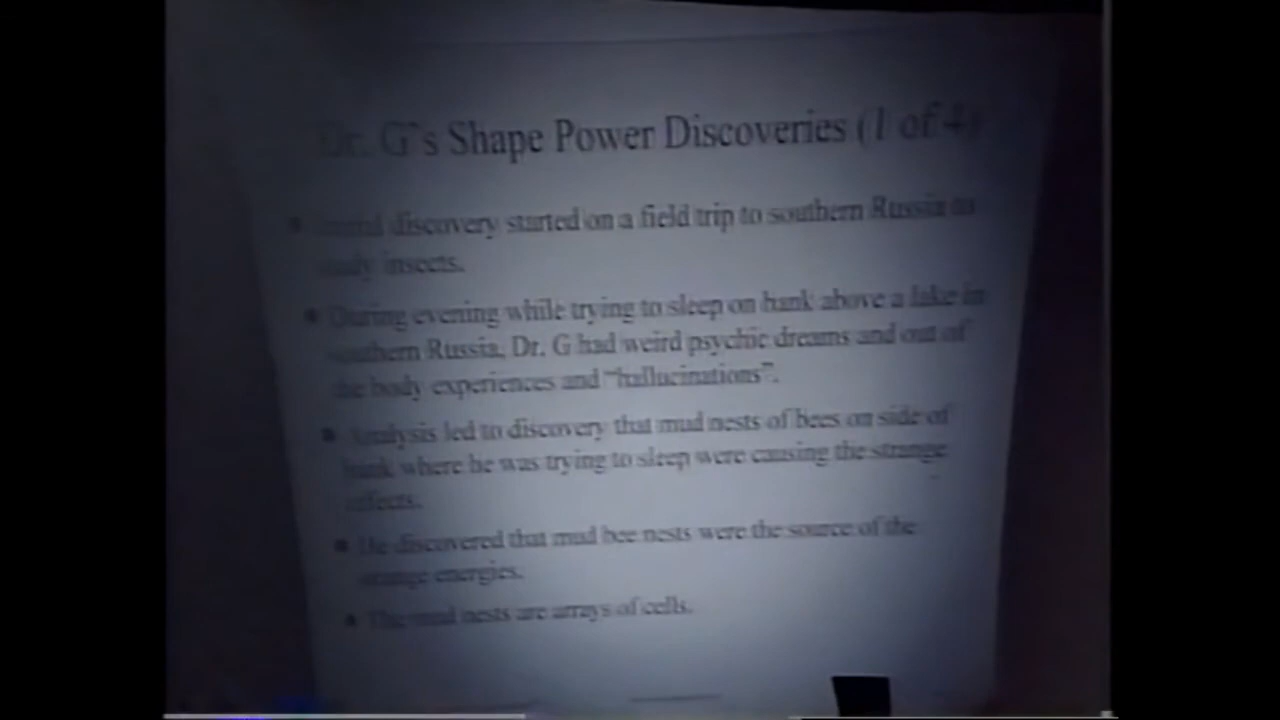 Dr. G's Shape Power Discoveries (1 of 4)
discovery started on a field trip to southern Russia to
study insects.
During evening while trying to sleep on bank above a lake in
southern Russia, Dr. G had weird psychic dreams and out of
the body experiences and "hallucinations".
Analysis led to discovery that mud nests of bees on side of
bank where he was trying to sleep were causing the strange
effects.
He discovered that mud bee nests were the source of the
strange energies.
The mud nests are arrays of cells.